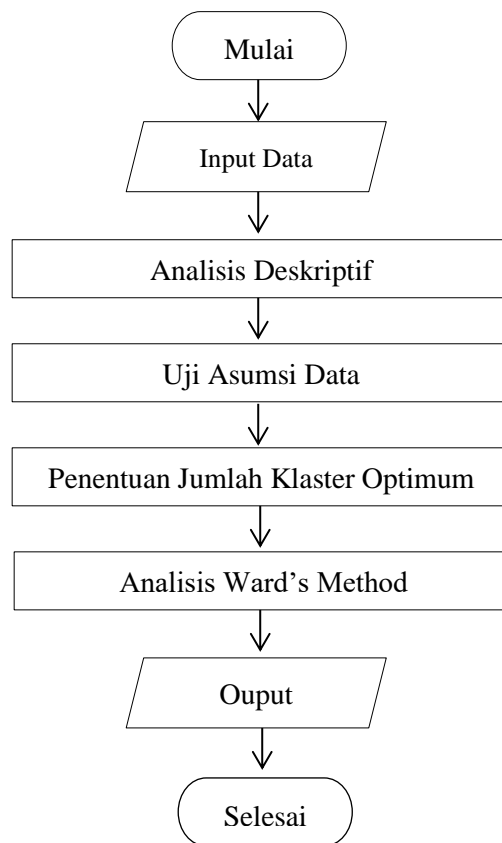 Mulai
Input Data
Analisis Deskriptif
Uji Asumsi Data
Penentuan Jumlah Klaster Optimum
Analisis Ward’s Method
Ouput
Selesai